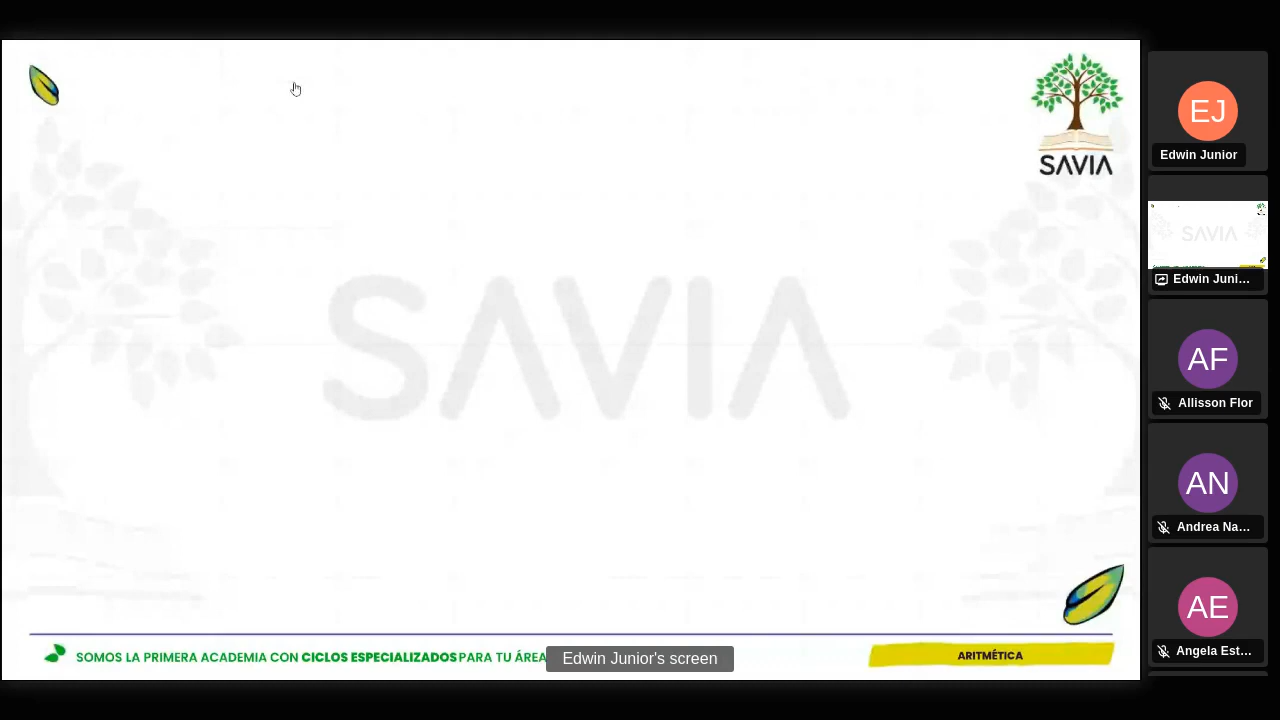 SAVIA
SAVIA
SOMOS LA PRIMERA ACADEMIA CON CICLOS ESPECIALIZADOS PARA TU ÁREA
Edwin Junior's screen
ARITMÉTICA
EJ
Edwin Junior
SAVIA
Edwin Juni...
AF
Allisson Flor
AN
Andrea Na...
AE
Angela Est...